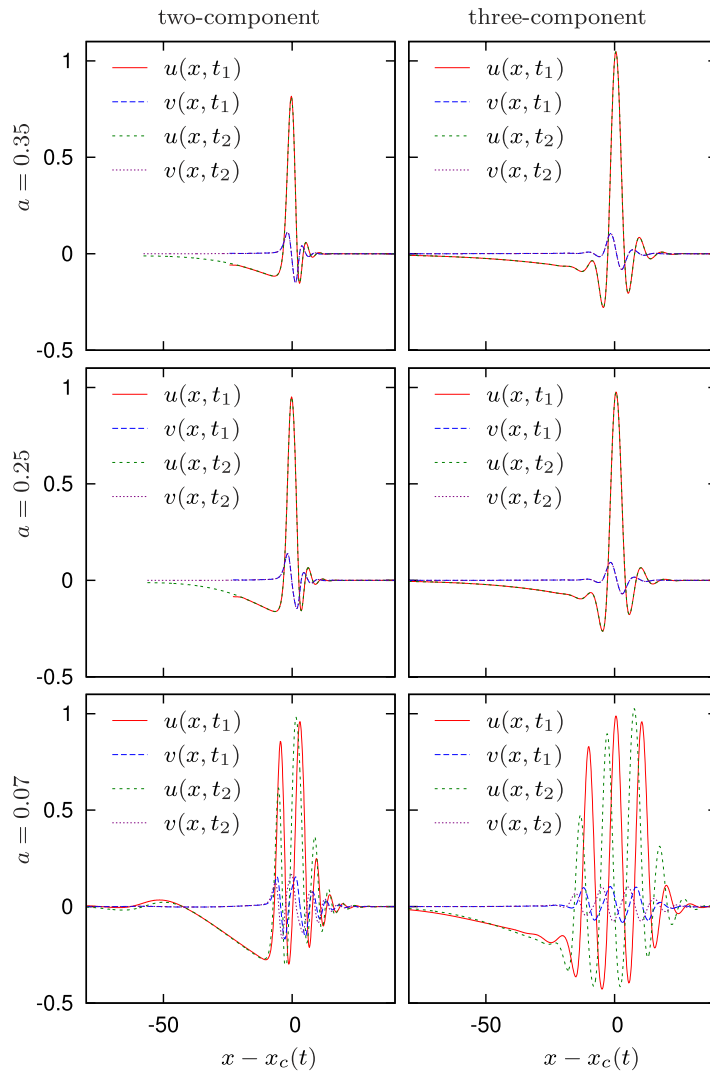 two-component three-component
1
0.5
0
-0.5
a = 0.35
u(x, t₁)
v(x, t₁)
u(x, t₂)
v(x, t₂)
u(x, t₁)
v(x, t₁)
u(x, t₂)
v(x, t₂)
1
0.5
0
-0.5
a = 0.25
u(x, t₁)
v(x, t₁)
u(x, t₂)
v(x, t₂)
u(x, t₁)
v(x, t₁)
u(x, t₂)
v(x, t₂)
1
0.5
0
-0.5
a = 0.07
u(x, t₁)
v(x, t₁)
u(x, t₂)
v(x, t₂)
u(x, t₁)
v(x, t₁)
u(x, t₂)
v(x, t₂)
-50 0 -50 0
x − x_c(t) x − x_c(t)